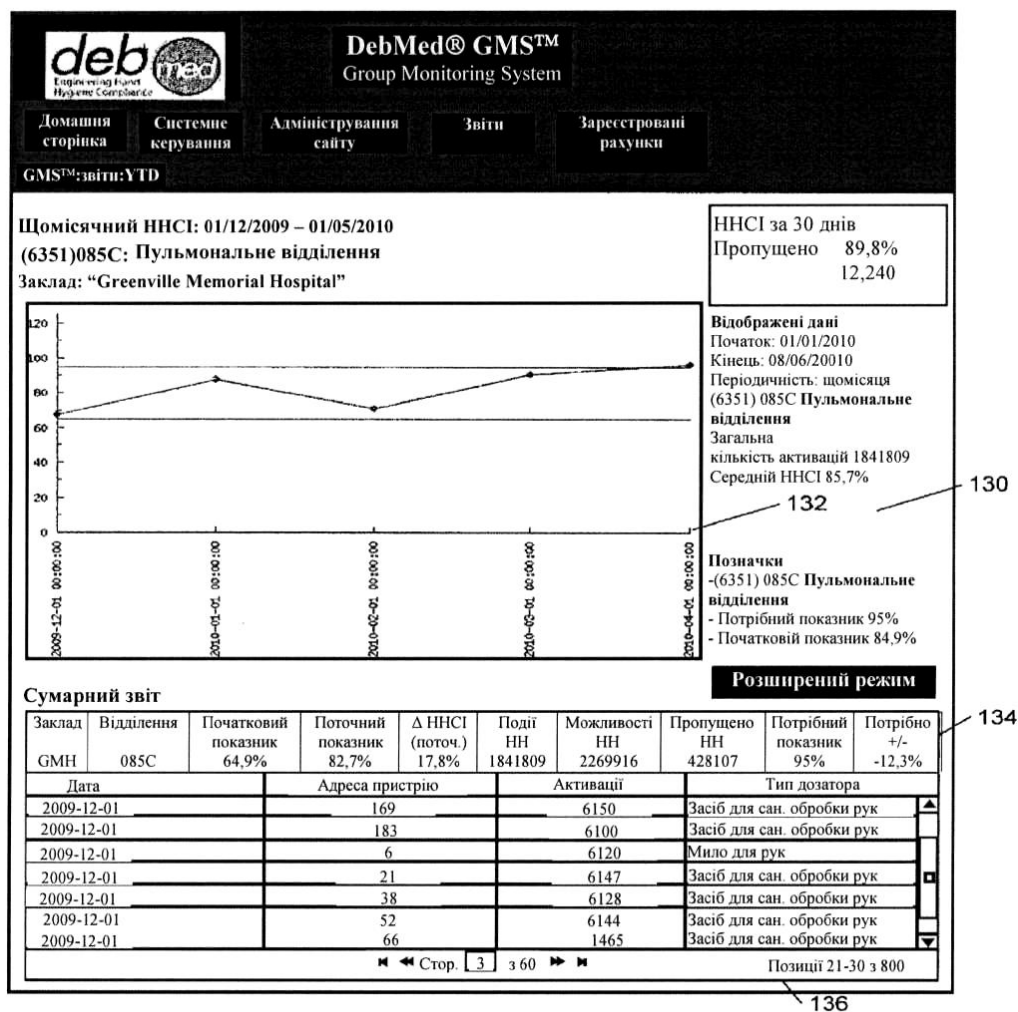 deb med
Engineering Hand
Hygiene Compliance
DebMed® GMS™
Group Monitoring System
Домашня сторінка
Системне керування
Адміністрування сайту
Звіти
Зареєстровані рахунки
GMS™:звіти:YTD
Щомісячний ННСІ: 01/12/2009 – 01/05/2010
(6351)085C: Пульмональне відділення
Заклад: “Greenville Memorial Hospital”
ННСІ за 30 днів
Пропущено 89,8%
12,240
120
100
80
60
40
20
0
2009-12-01 00:00:00
2010-01-01 00:00:00
2010-02-01 00:00:00
2010-03-01 00:00:00
2010-04-01 00:00:00
Відображені дані
Початок: 01/01/2010
Кінець: 08/06/20010
Періодичність: щомісяця
(6351) 085C Пульмональне
відділення
Загальна
кількість активацій 1841809
Середній ННСІ 85,7%
132
130
Позначки
-(6351) 085C Пульмональне
відділення
- Потрібний показник 95%
- Початковій показник 84,9%
Розширений режим
Сумарний звіт
Заклад Відділення Початковий Поточний Δ ННСІ Події Можливості Пропущено Потрібний Потрібно
показник показник (поточ.) НН НН НН показник +/-
GMH 085C 64,9% 82,7% 17,8% 1841809 2269916 428107 95% -12,3%
134
Дата Адреса пристрію Активації Тип дозатора
2009-12-01 169 6150 Засіб для сан. обробки рук
2009-12-01 183 6100 Засіб для сан. обробки рук
2009-12-01 6 6120 Мило для рук
2009-12-01 21 6147 Засіб для сан. обробки рук
2009-12-01 38 6128 Засіб для сан. обробки рук
2009-12-01 52 6144 Засіб для сан. обробки рук
2009-12-01 66 1465 Засіб для сан. обробки рук
Стор. 3 з 60 Позиції 21-30 з 800
136